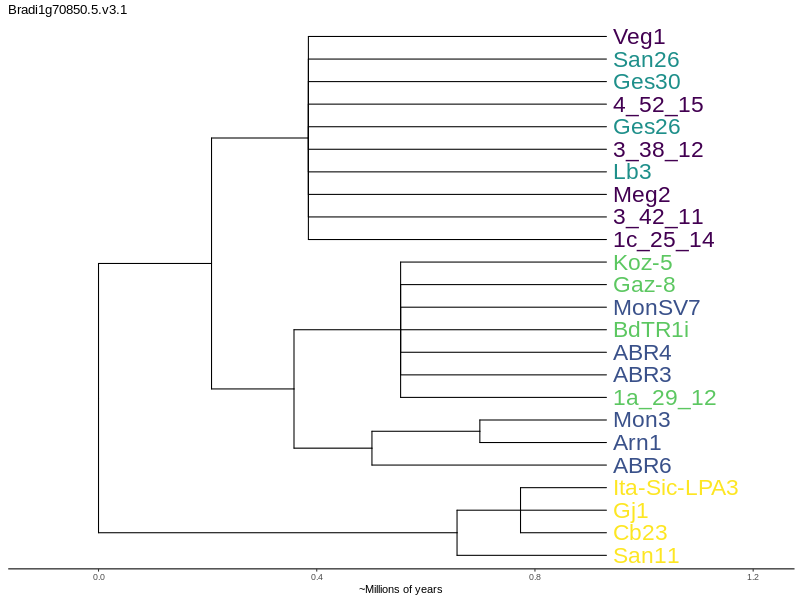 Bradi1g70850.5.v3.1
Veg1
San26
Ges30
4_52_15
Ges26
3_38_12
Lb3
Meg2
3_42_11
1c_25_14
Koz-5
Gaz-8
MonSV7
BdTR1i
ABR4
ABR3
1a_29_12
Mon3
Arn1
ABR6
Ita-Sic-LPA3
Gj1
Cb23
San11
0.0 0.4 0.8 1.2
~Millions of years